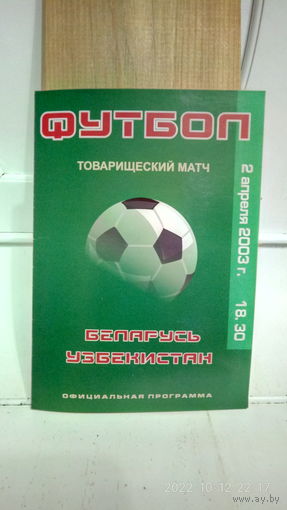 ФУТБОЛ
ТОВАРИЩЕСКИЙ МАТЧ
2 апреля 2003 г. 18.30
БЕЛАРУСЬ
УЗБЕКИСТАН
ОФИЦИАЛЬНАЯ ПРОГРАММА
2022-10-12 22:17
www.ay.by